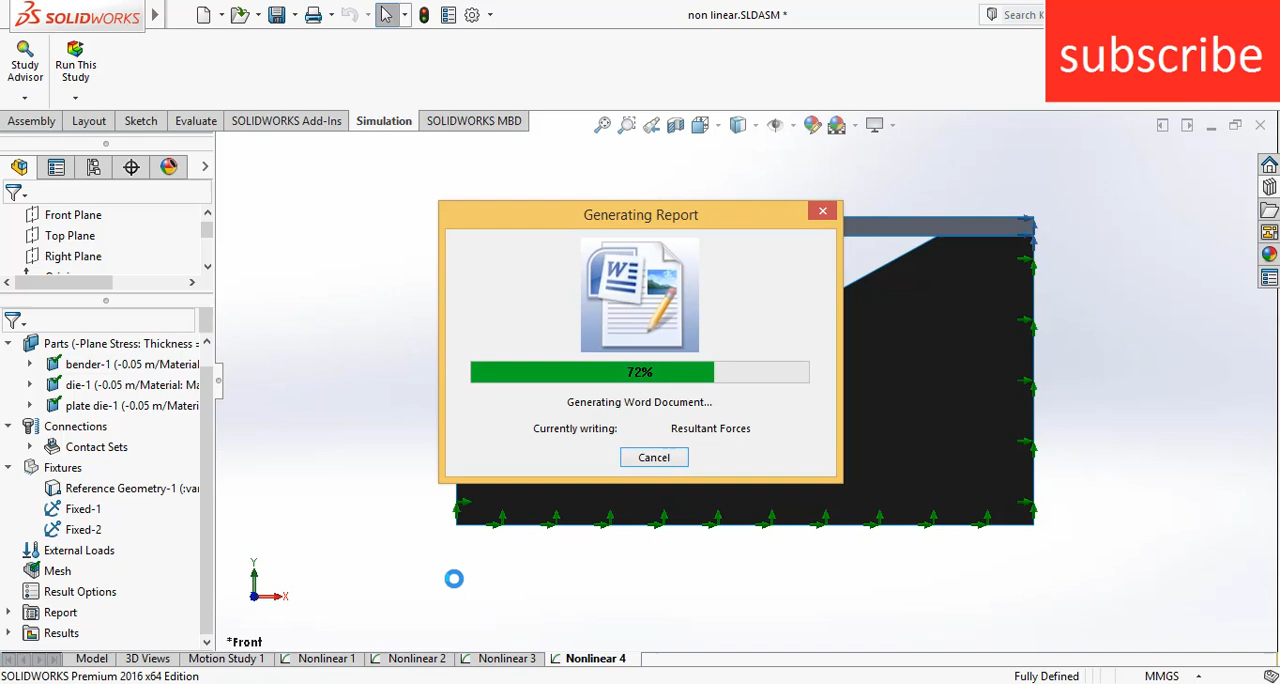 SOLIDWORKS
non linear.SLDASM *
Search K
subscribe
Study Advisor
Run This Study
Assembly
Layout
Sketch
Evaluate
SOLIDWORKS Add-Ins
Simulation
SOLIDWORKS MBD
Front Plane
Top Plane
Right Plane
Parts (-Plane Stress: Thickness =
bender-1 (-0.05 m/Material
die-1 (-0.05 m/Material: Ma
plate die-1 (-0.05 m/Materi
Connections
Contact Sets
Fixtures
Reference Geometry-1 (:var
Fixed-1
Fixed-2
External Loads
Mesh
Result Options
Report
Results
Generating Report
72%
Generating Word Document...
Currently writing: Resultant Forces
Cancel
Y
X
*Front
Model
3D Views
Motion Study 1
Nonlinear 1
Nonlinear 2
Nonlinear 3
Nonlinear 4
SOLIDWORKS Premium 2016 x64 Edition
Fully Defined
MMGS